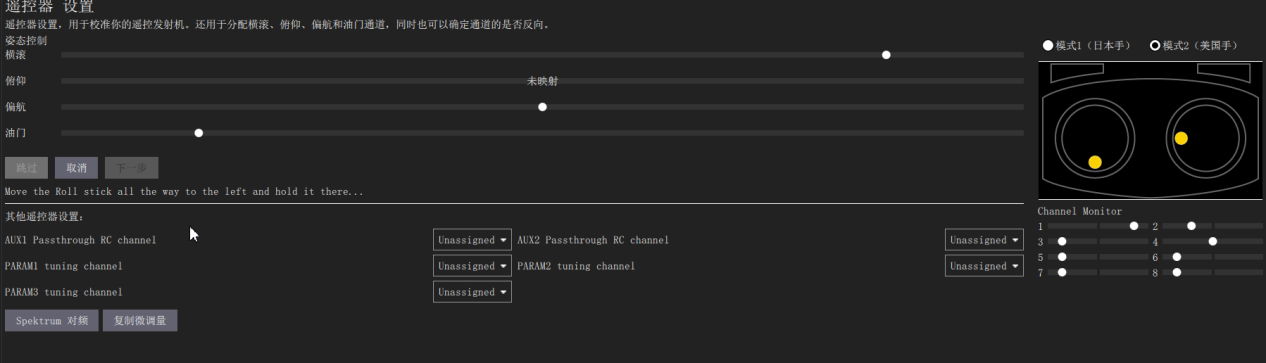 遥控器 设置
遥控器设置，用于校准你的遥控发射机。还用于分配横滚、俯仰、偏航和油门通道，同时也可以确定通道的是否反向。
姿态控制
横滚
俯仰 未映射
偏航
油门
跳过 取消 下一步
Move the Roll stick all the way to the left and hold it there...
其他遥控器设置：
AUX1 Passthrough RC channel Unassigned AUX2 Passthrough RC channel Unassigned
PARAM1 tuning channel Unassigned PARAM2 tuning channel Unassigned
PARAM3 tuning channel Unassigned
Spektrum 对频 复制微调量
模式1（日本手） 模式2（美国手）
Channel Monitor
1 2
3 4
5 6
7 8